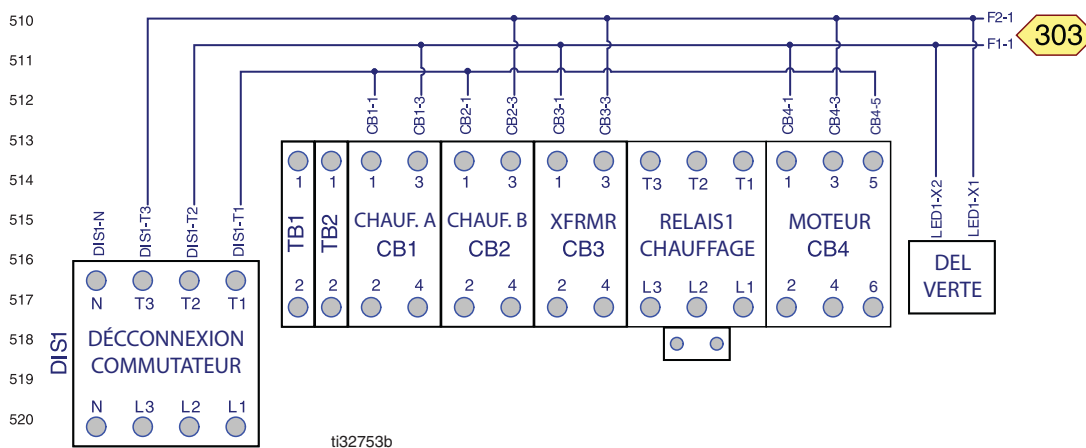 510
F2-1
303
F1-1
511
512
CB1-1 CB1-3 CB2-1 CB2-3 CB3-1 CB3-3 CB4-1 CB4-3 CB4-5
513
1 1 1 3 1 3 1 3 T3 T2 T1 1 3 5
514
515
DIS1-N DIS1-T3 DIS1-T2 DIS1-T1
LED1-X2 LED1-X1
TB1 TB2
CHAUF. A
CB1
CHAUF. B
CB2
XFRMR
CB3
RELAIS1
CHAUFFAGE
MOTEUR
CB4
516
DEL
VERTE
2 2 2 4 2 4 2 4 L3 L2 L1 2 4 6
517
N T3 T2 T1
518
DIS1
DÉCCONNEXION
COMMUTATEUR
519
N L3 L2 L1
520
ti32753b